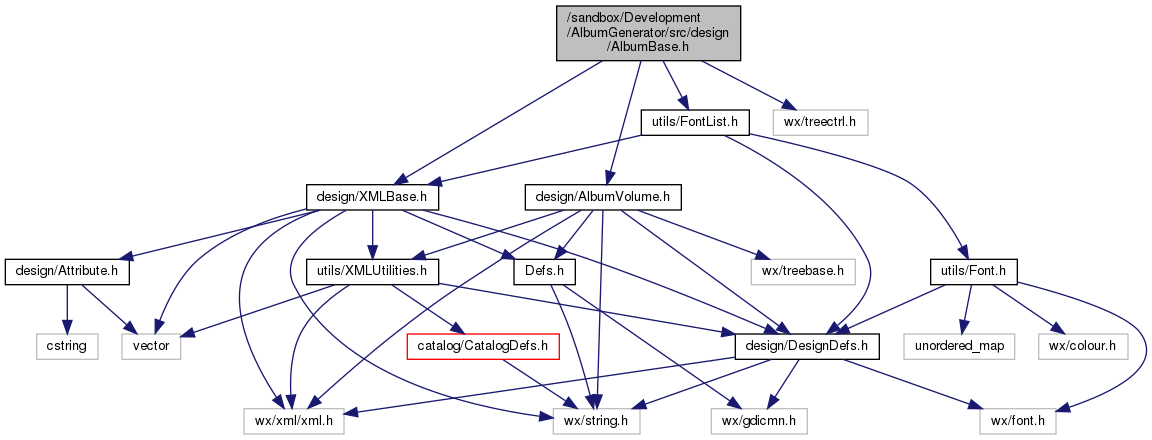 /sandbox/Development
/AlbumGenerator/src/design
/AlbumBase.h
utils/FontList.h
wx/treectrl.h
design/XMLBase.h
design/AlbumVolume.h
design/Attribute.h
utils/XMLUtilities.h
Defs.h
wx/treebase.h
utils/Font.h
cstring
vector
catalog/CatalogDefs.h
design/DesignDefs.h
unordered_map
wx/colour.h
wx/xml/xml.h
wx/string.h
wx/gdicmn.h
wx/font.h